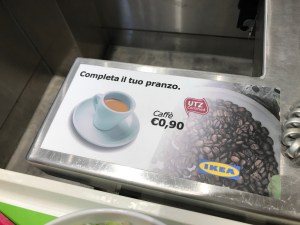 Completa il tuo pranzo.
UTZ
Caffè
€0,90
IKEA